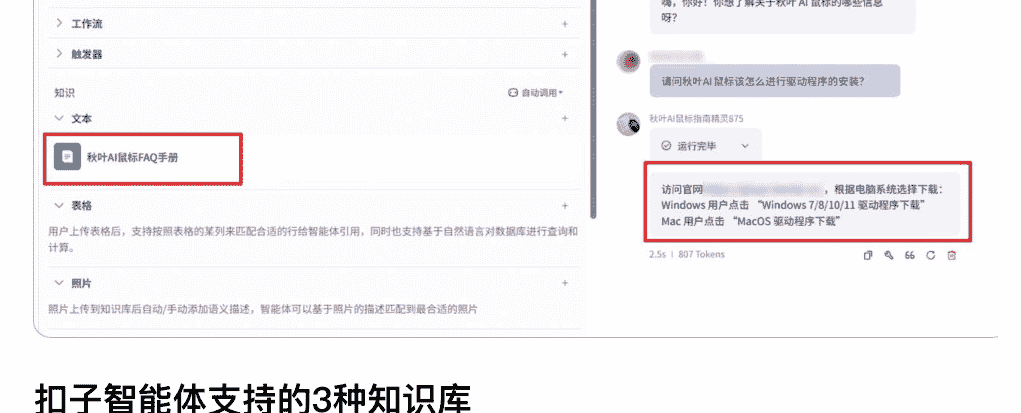 工作流
触发器
知识
自动调用
文本
秋叶AI鼠标FAQ手册
表格
用户上传表格后，支持按照表格的某列来匹配合适的行给智能体引用，同时也支持基于自然语言对数据库进行查询和
计算。
照片
照片上传到知识库后自动/手动添加语义描述，智能体可以基于照片的描述匹配到最合适的照片
嗨，你好！你想了解关于秋叶 AI 鼠标的哪些信息
呀？
请问秋叶AI 鼠标该怎么进行驱动程序的安装？
秋叶AI鼠标指南精灵875
运行完毕
访问官网 ，根据电脑系统选择下载：
Windows 用户点击 “Windows 7/8/10/11 驱动程序下载”
Mac 用户点击 “MacOS 驱动程序下载”
2.5s | 807 Tokens
扣子智能体支持的3种知识库